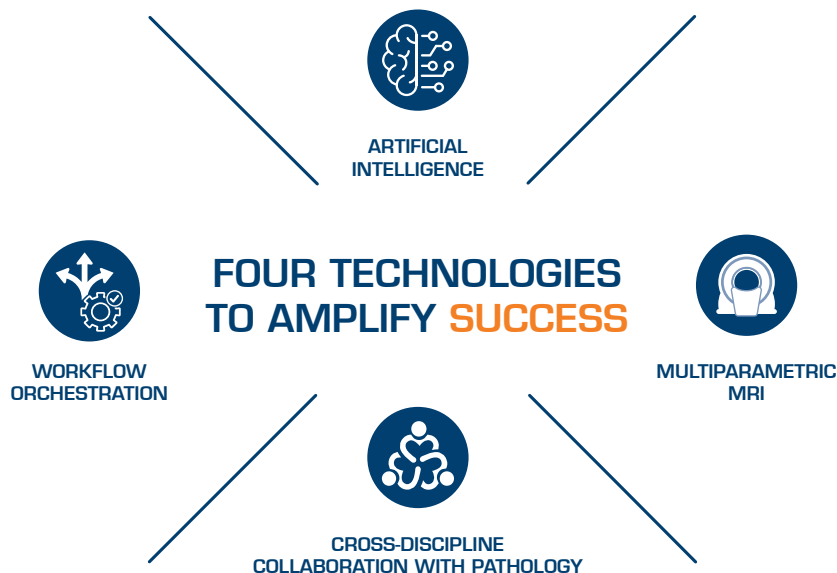 ARTIFICIAL
INTELLIGENCE
FOUR TECHNOLOGIES
TO AMPLIFY SUCCESS
WORKFLOW
ORCHESTRATION
MULTIPARAMETRIC
MRI
CROSS-DISCIPLINE
COLLABORATION WITH PATHOLOGY